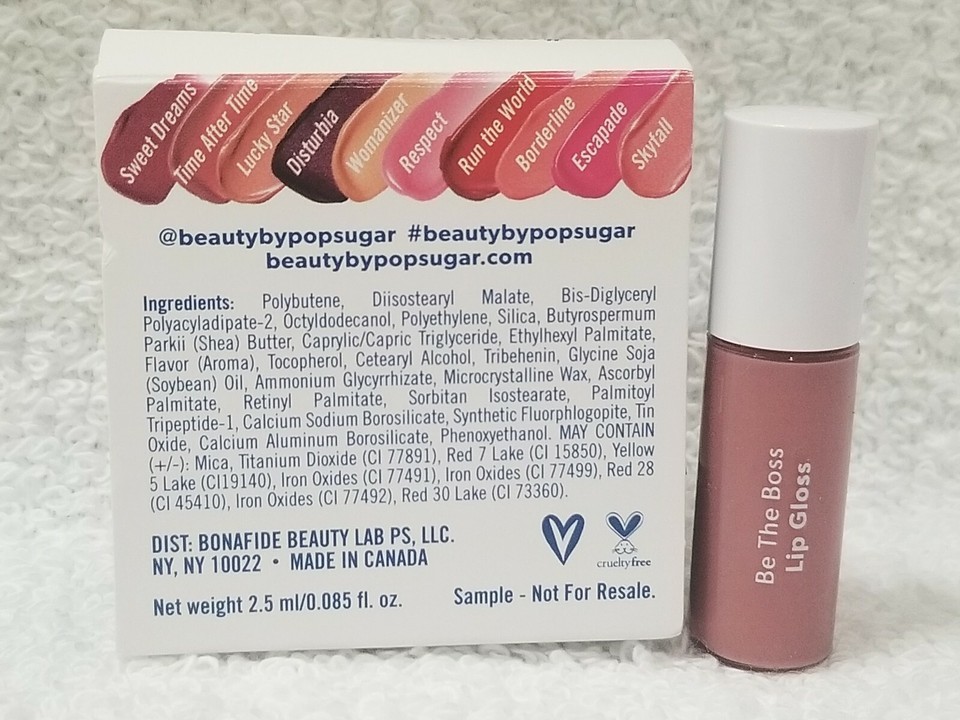 Sweet Dreams
Time After Time
Lucky Star
Disturbia
Womanizer
Respect
Run the World
Borderline
Escapade
Skyfall
@beautybypopsugar #beautybypopsugar
beautybypopsugar.com
Ingredients: Polybutene, Diisostearyl Malate, Bis-Diglyceryl
Polyacyladipate-2, Octyldodecanol, Polyethylene, Silica, Butyrospermum
Parkii (Shea) Butter, Caprylic/Capric Triglyceride, Ethylhexyl Palmitate,
Flavor (Aroma), Tocopherol, Cetearyl Alcohol, Tribehenin, Glycine Soja
(Soybean) Oil, Ammonium Glycyrrhizate, Microcrystalline Wax, Ascorbyl
Palmitate, Retinyl Palmitate, Sorbitan Isostearate, Palmitoyl
Tripeptide-1, Calcium Sodium Borosilicate, Synthetic Fluorphlogopite, Tin
Oxide, Calcium Aluminum Borosilicate, Phenoxyethanol. MAY CONTAIN
(+/-): Mica, Titanium Dioxide (CI 77891), Red 7 Lake (CI 15850), Yellow
5 Lake (CI19140), Iron Oxides (CI 77491), Iron Oxides (CI 77499), Red 28
(CI 45410), Iron Oxides (CI 77492), Red 30 Lake (CI 73360).
DIST: BONAFIDE BEAUTY LAB PS, LLC.
NY, NY 10022 • MADE IN CANADA
crueltyfree
Net weight 2.5 ml/0.085 fl. oz.
Sample - Not For Resale.
Be The Boss
Lip Gloss